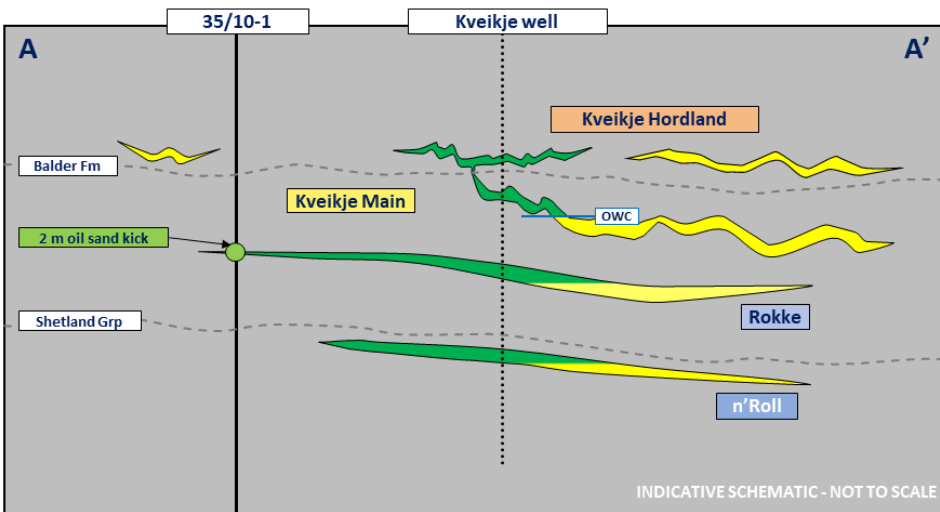 35/10-1
Kveikje well
A
A'
Kveikje Hordland
Balder Fm
Kveikje Main
OWC
2 m oil sand kick
Shetland Grp
Rokke
n'Roll
INDICATIVE SCHEMATIC - NOT TO SCALE